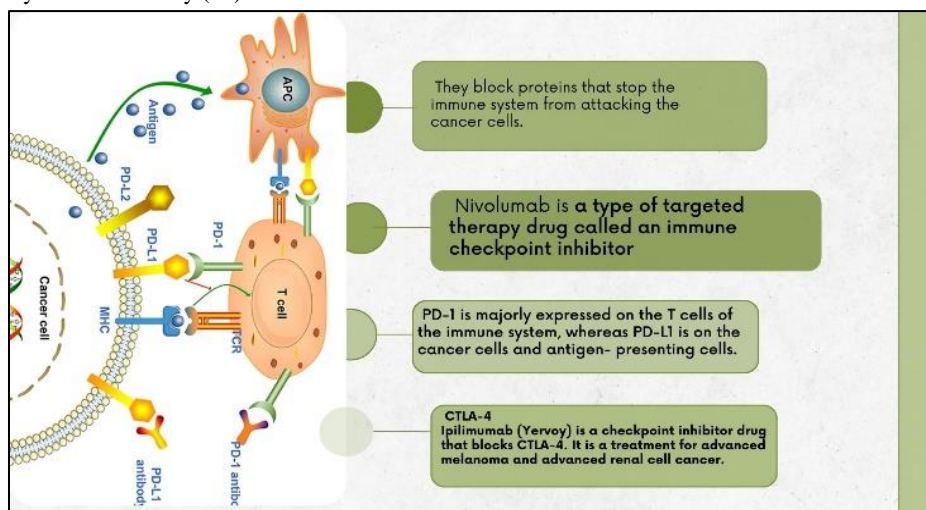 APC
Antigen
PD-L2
PD-L1
PD-1
T cell
Cancer cell
MHC
TCR
PD-L1
antibody
PD-1
They block proteins that stop the
immune system from attacking the
cancer cells.
Nivolumab is a type of targeted
therapy drug called an immune
checkpoint inhibitor
PD-1 is majorly expressed on the T cells of
the immune system, whereas PD-L1 is on the
cancer cells and antigen- presenting cells.
CTLA-4
Ipilimumab (Yervoy) is a checkpoint inhibitor drug
that blocks CTLA-4. It is a treatment for advanced
melanoma and advanced renal cell cancer.